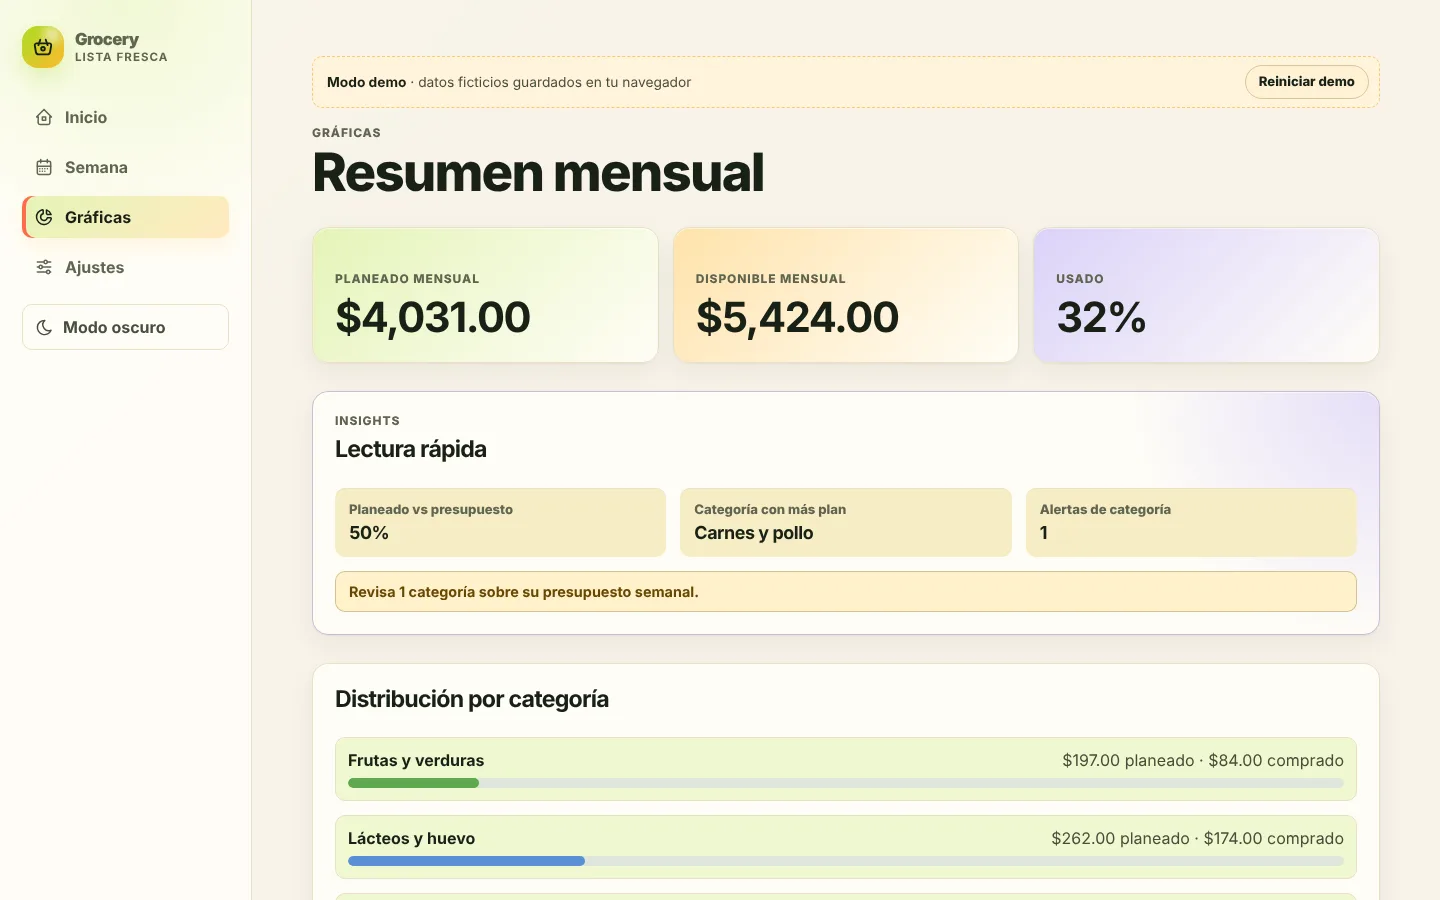 Grocery
LISTA FRESCA
Inicio
Semana
Gráficas
Ajustes
Modo oscuro
Modo demo · datos ficticios guardados en tu navegador
Reiniciar demo
GRÁFICAS
Resumen mensual
PLANEADO MENSUAL
$4,031.00
DISPONIBLE MENSUAL
$5,424.00
USADO
32%
INSIGHTS
Lectura rápida
Planeado vs presupuesto
50%
Categoría con más plan
Carnes y pollo
Alertas de categoría
1
Revisa 1 categoría sobre su presupuesto semanal.
Distribución por categoría
Frutas y verduras
$197.00 planeado · $84.00 comprado
Lácteos y huevo
$262.00 planeado · $174.00 comprado